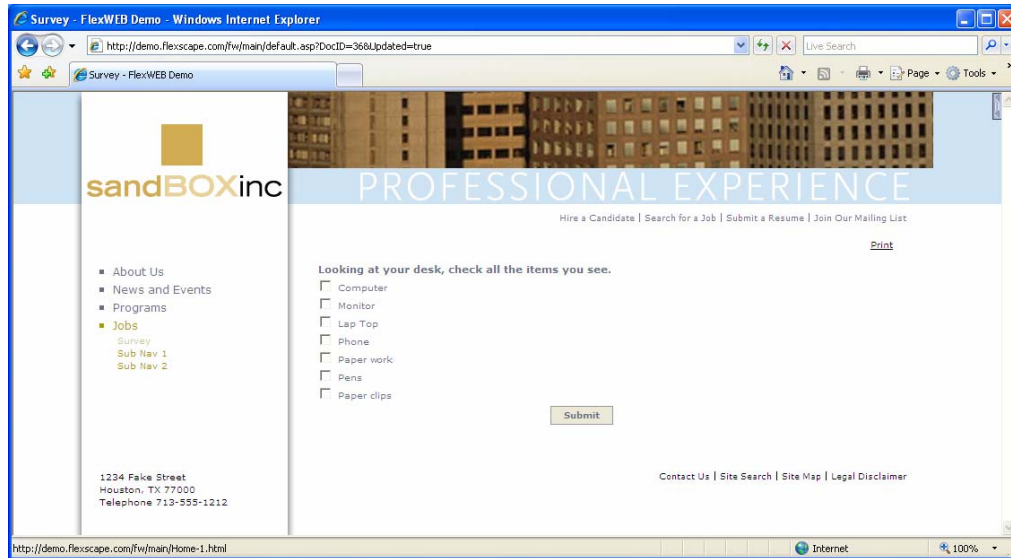 Survey - FlexWEB Demo - Windows Internet Explorer
http://demo.flexscape.com/fw/main/default.asp?DocID=36&Updated=true
Live Search
Survey - FlexWEB Demo
Page
Tools
sandBOXinc
PROFESSIONAL EXPERIENCE
Hire a Candidate | Search for a Job | Submit a Resume | Join Our Mailing List
Print
About Us
News and Events
Programs
Jobs
Survey
Sub Nav 1
Sub Nav 2
Looking at your desk, check all the items you see.
Computer
Monitor
Lap Top
Phone
Paper work
Pens
Paper clips
Submit
1234 Fake Street
Houston, TX 77000
Telephone 713-555-1212
Contact Us | Site Search | Site Map | Legal Disclaimer
http://demo.flexscape.com/fw/main/Home-1.html
Internet
100%